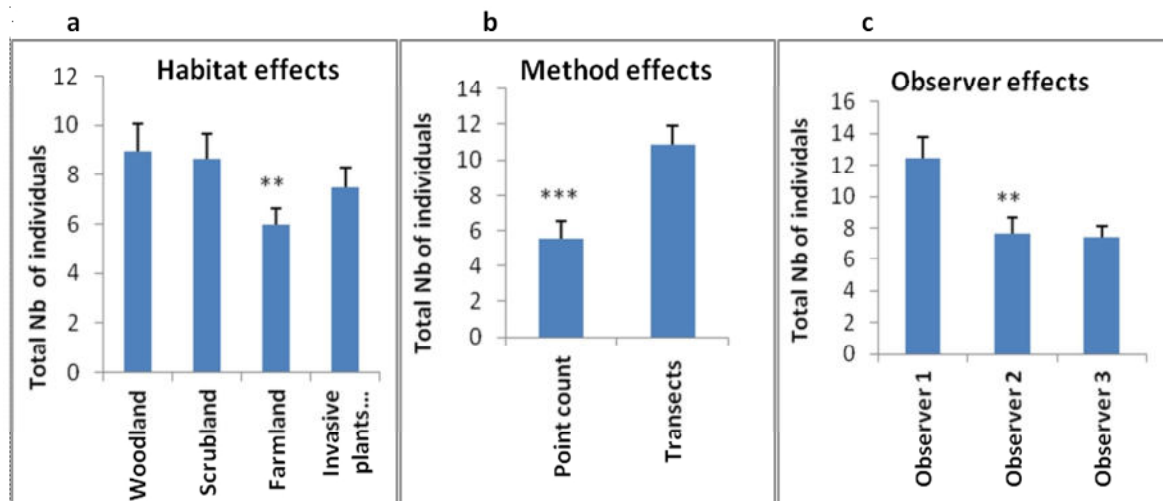 a
Habitat effects
Total Nb of individuals
12
10
8
6
4
2
0
**
Woodland
Scrubland
Farmland
Invasive
plants...
b
Method effects
Total Nb of individuals
14
12
10
8
6
4
2
0
***
Point count
Transects
c
Observer effects
Total Nb of individals
16
14
12
10
8
6
4
2
0
**
Observer 1
Observer 2
Observer 3